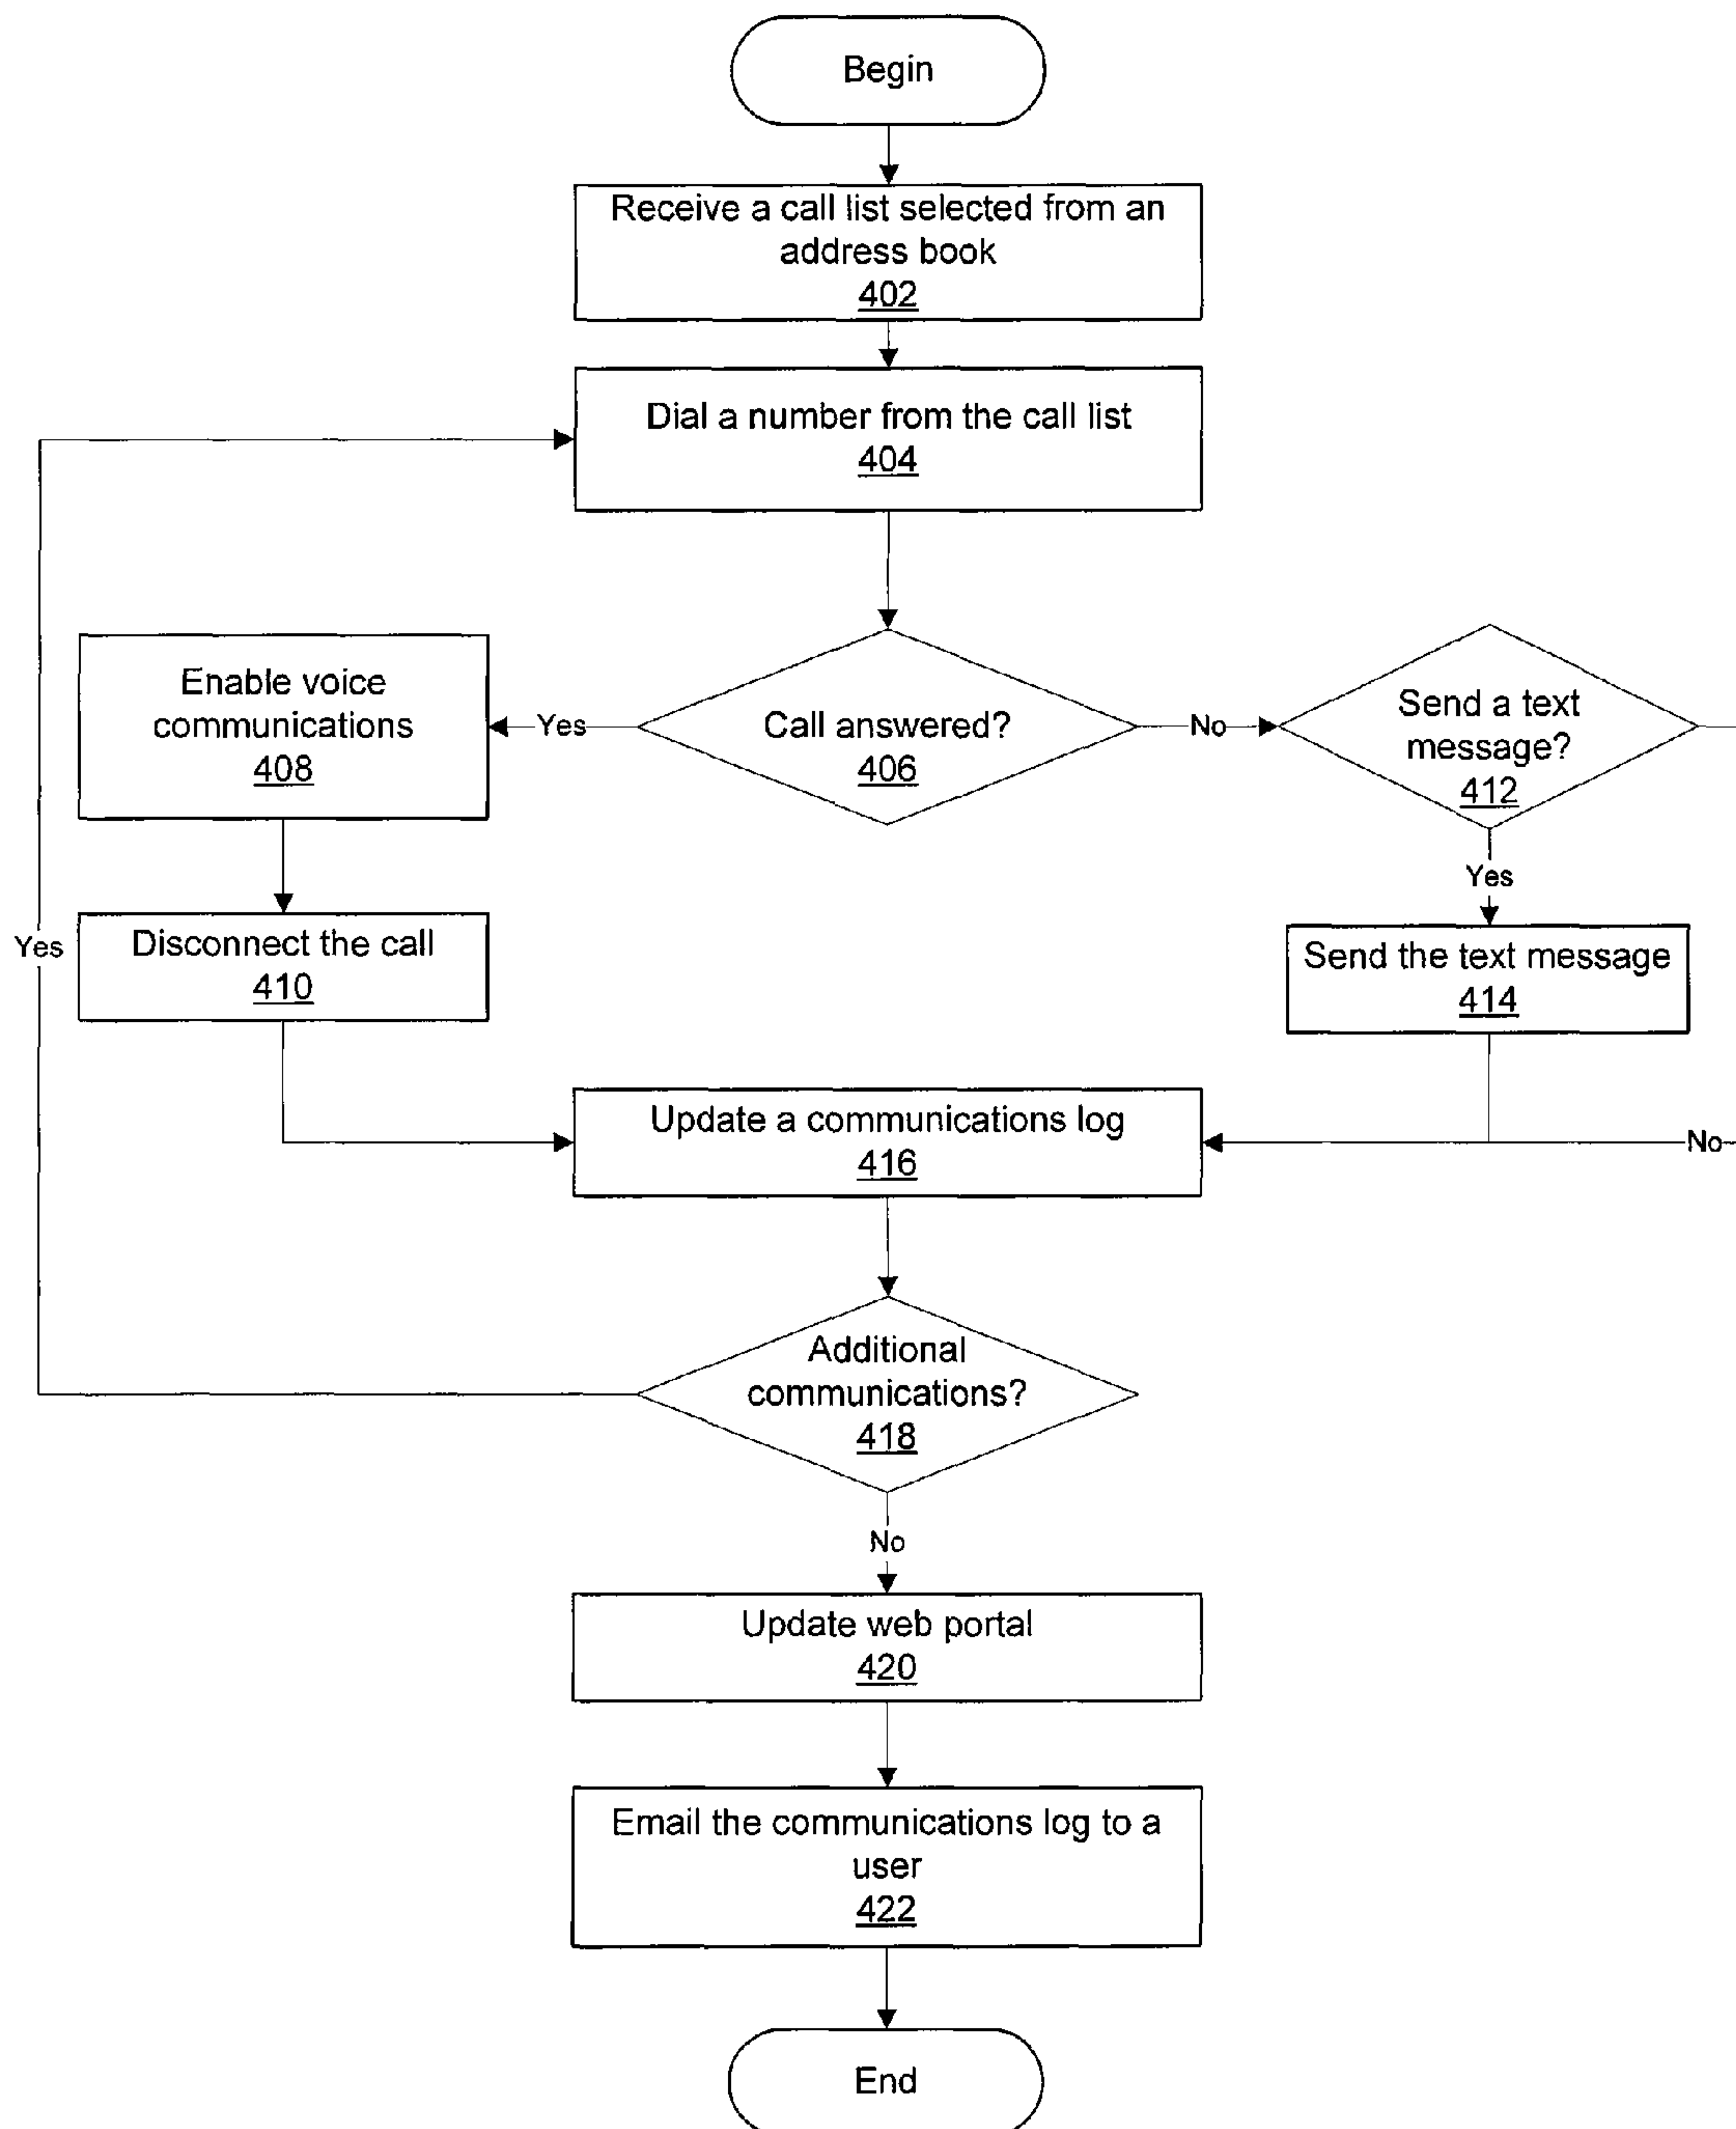 Begin
Receive a call list selected from an
address book
402
Dial a number from the call list
404
Enable voice
communications
408
Yes
Call answered?
406
No
Send a text
message?
412
Yes
Yes
Disconnect the call
410
Send the text message
414
Update a communications log
416
No
Additional
communications?
418
No
Update web portal
420
Email the communications log to a
user
422
End